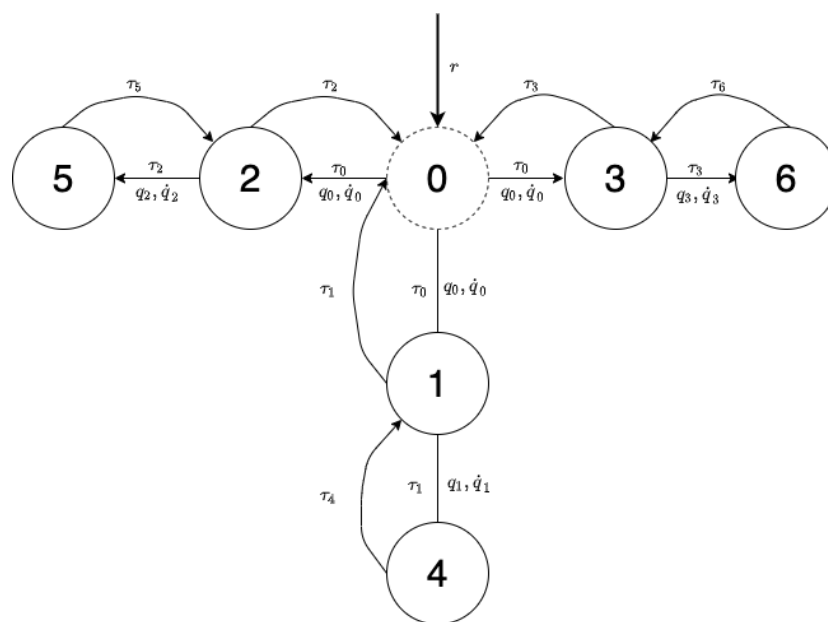 r
τ5
τ2
τ3
τ6
5
τ2
q2, q̇2
2
τ0
q0, q̇0
0
τ0
q0, q̇0
3
τ3
q3, q̇3
6
τ1
τ0
q0, q̇0
1
τ4
τ1
q1, q̇1
4